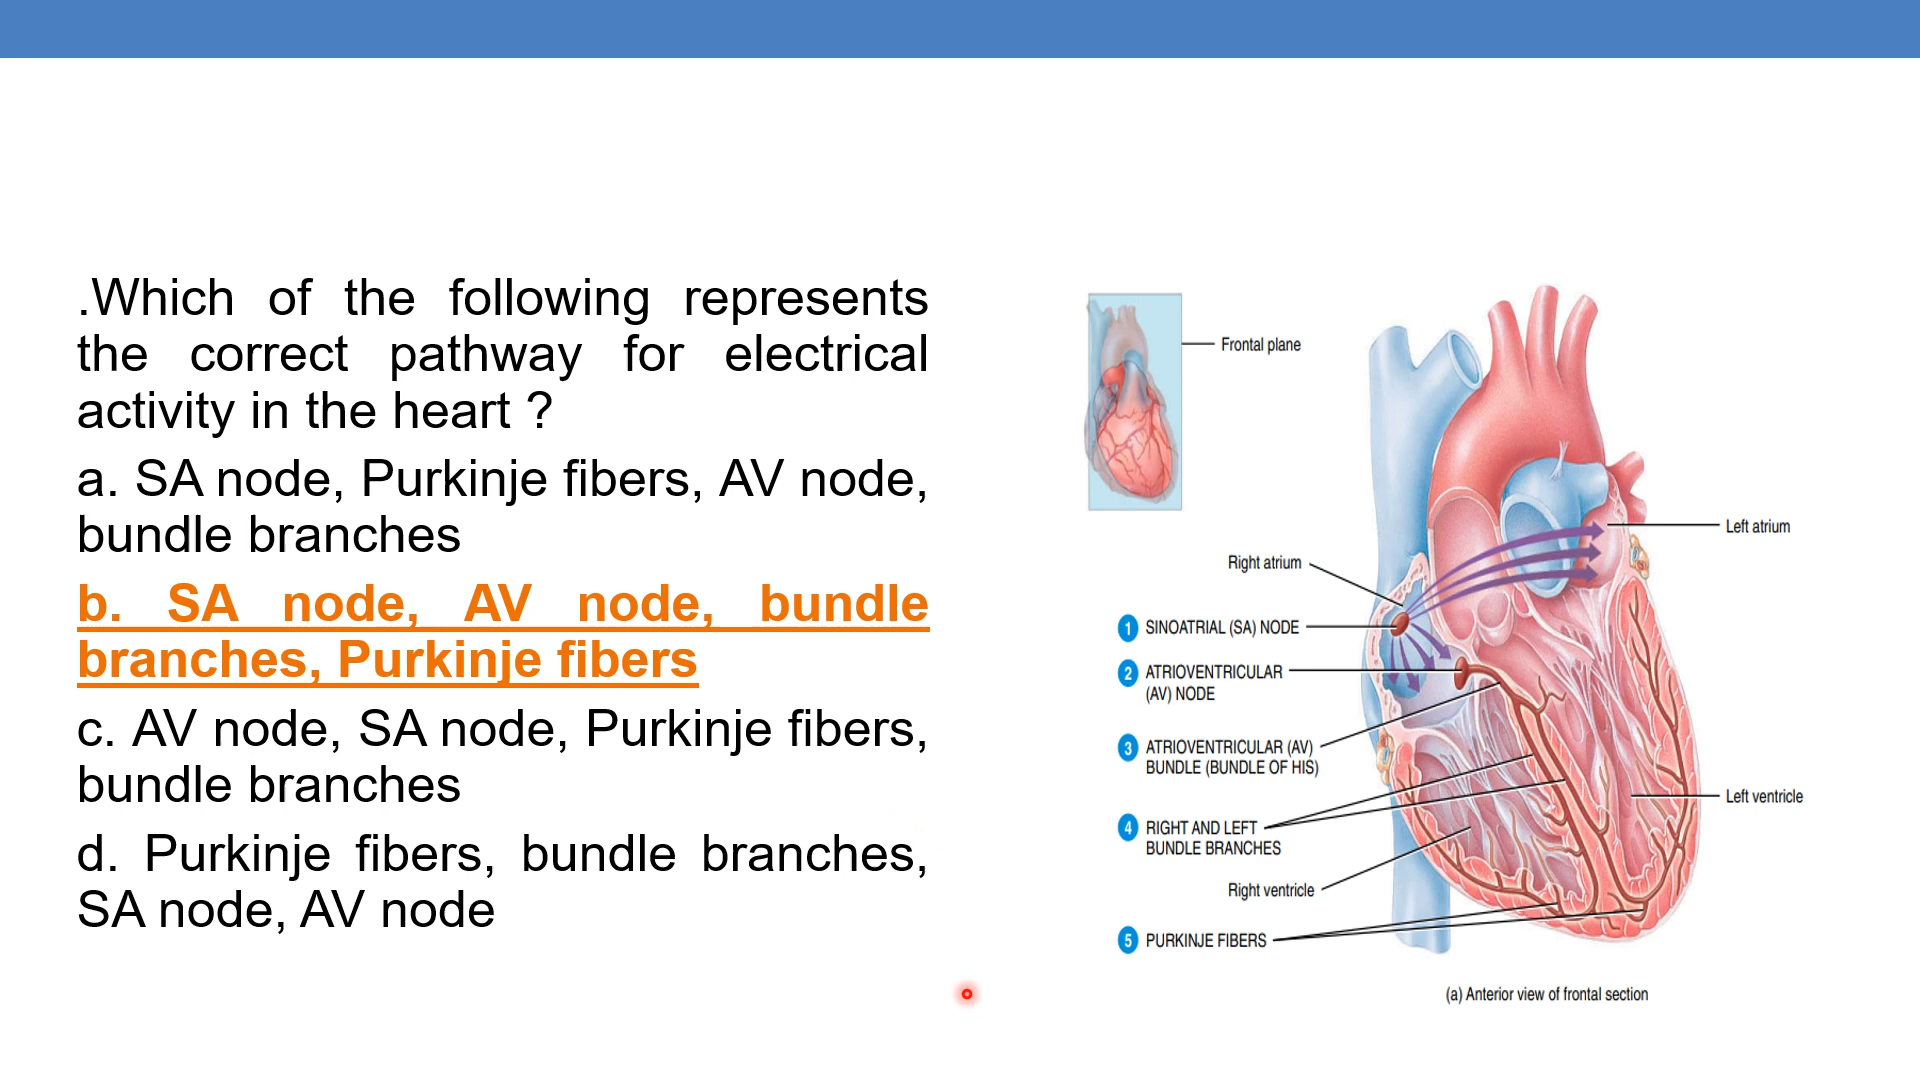 .Which of the following represents
the correct pathway for electrical
activity in the heart ?
a. SA node, Purkinje fibers, AV node,
bundle branches
b. SA node, AV node, bundle
branches, Purkinje fibers
c. AV node, SA node, Purkinje fibers,
bundle branches
d. Purkinje fibers, bundle branches,
SA node, AV node
Frontal plane
Left atrium
Right atrium
1 SINOATRIAL (SA) NODE
2 ATRIOVENTRICULAR
(AV) NODE
3 ATRIOVENTRICULAR (AV)
BUNDLE (BUNDLE OF HIS)
Left ventricle
4 RIGHT AND LEFT
BUNDLE BRANCHES
Right ventricle
5 PURKINJE FIBERS
(a) Anterior view of frontal section